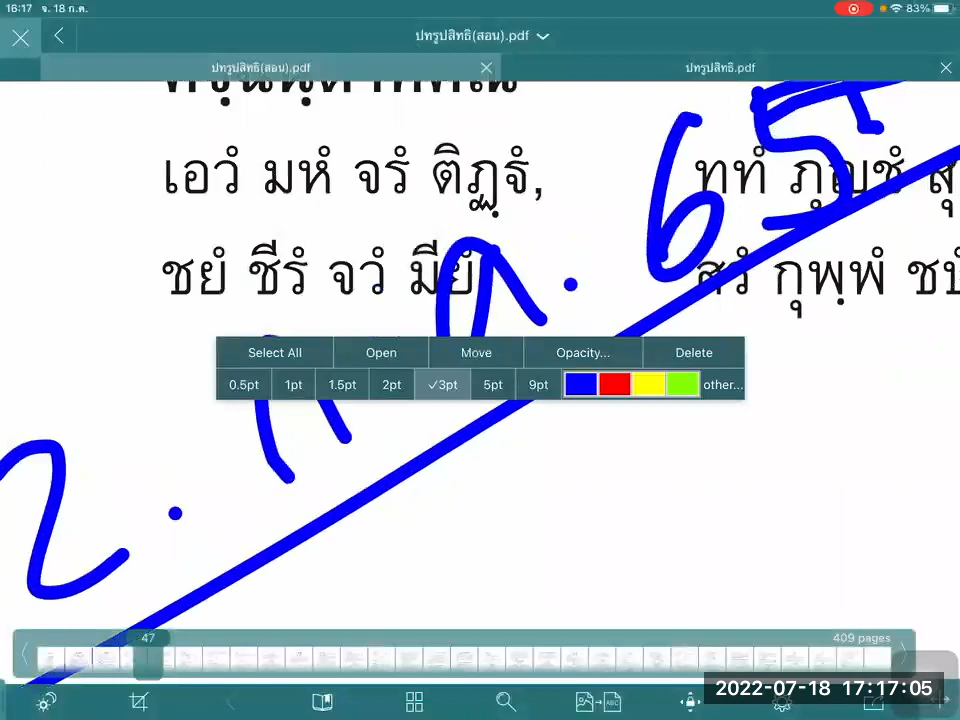 16:17 จ. 18 ก.ค.
83%
ปทรูปสิทธิ(สอน).pdf
ปทรูปสิทธิ(สอน).pdf
ปทรูปสิทธิ.pdf
เอวํ มหํ จรํ ติฏฺฐํ,
ททํ ภุญฺชํ
ชยํ ชีรํ จวํ มียํ
สวํ กุพฺพํ
Select All Open Move Opacity... Delete
0.5pt 1pt 1.5pt 2pt ✓3pt 5pt 9pt other...
47
409 pages
2022-07-18 17:17:05